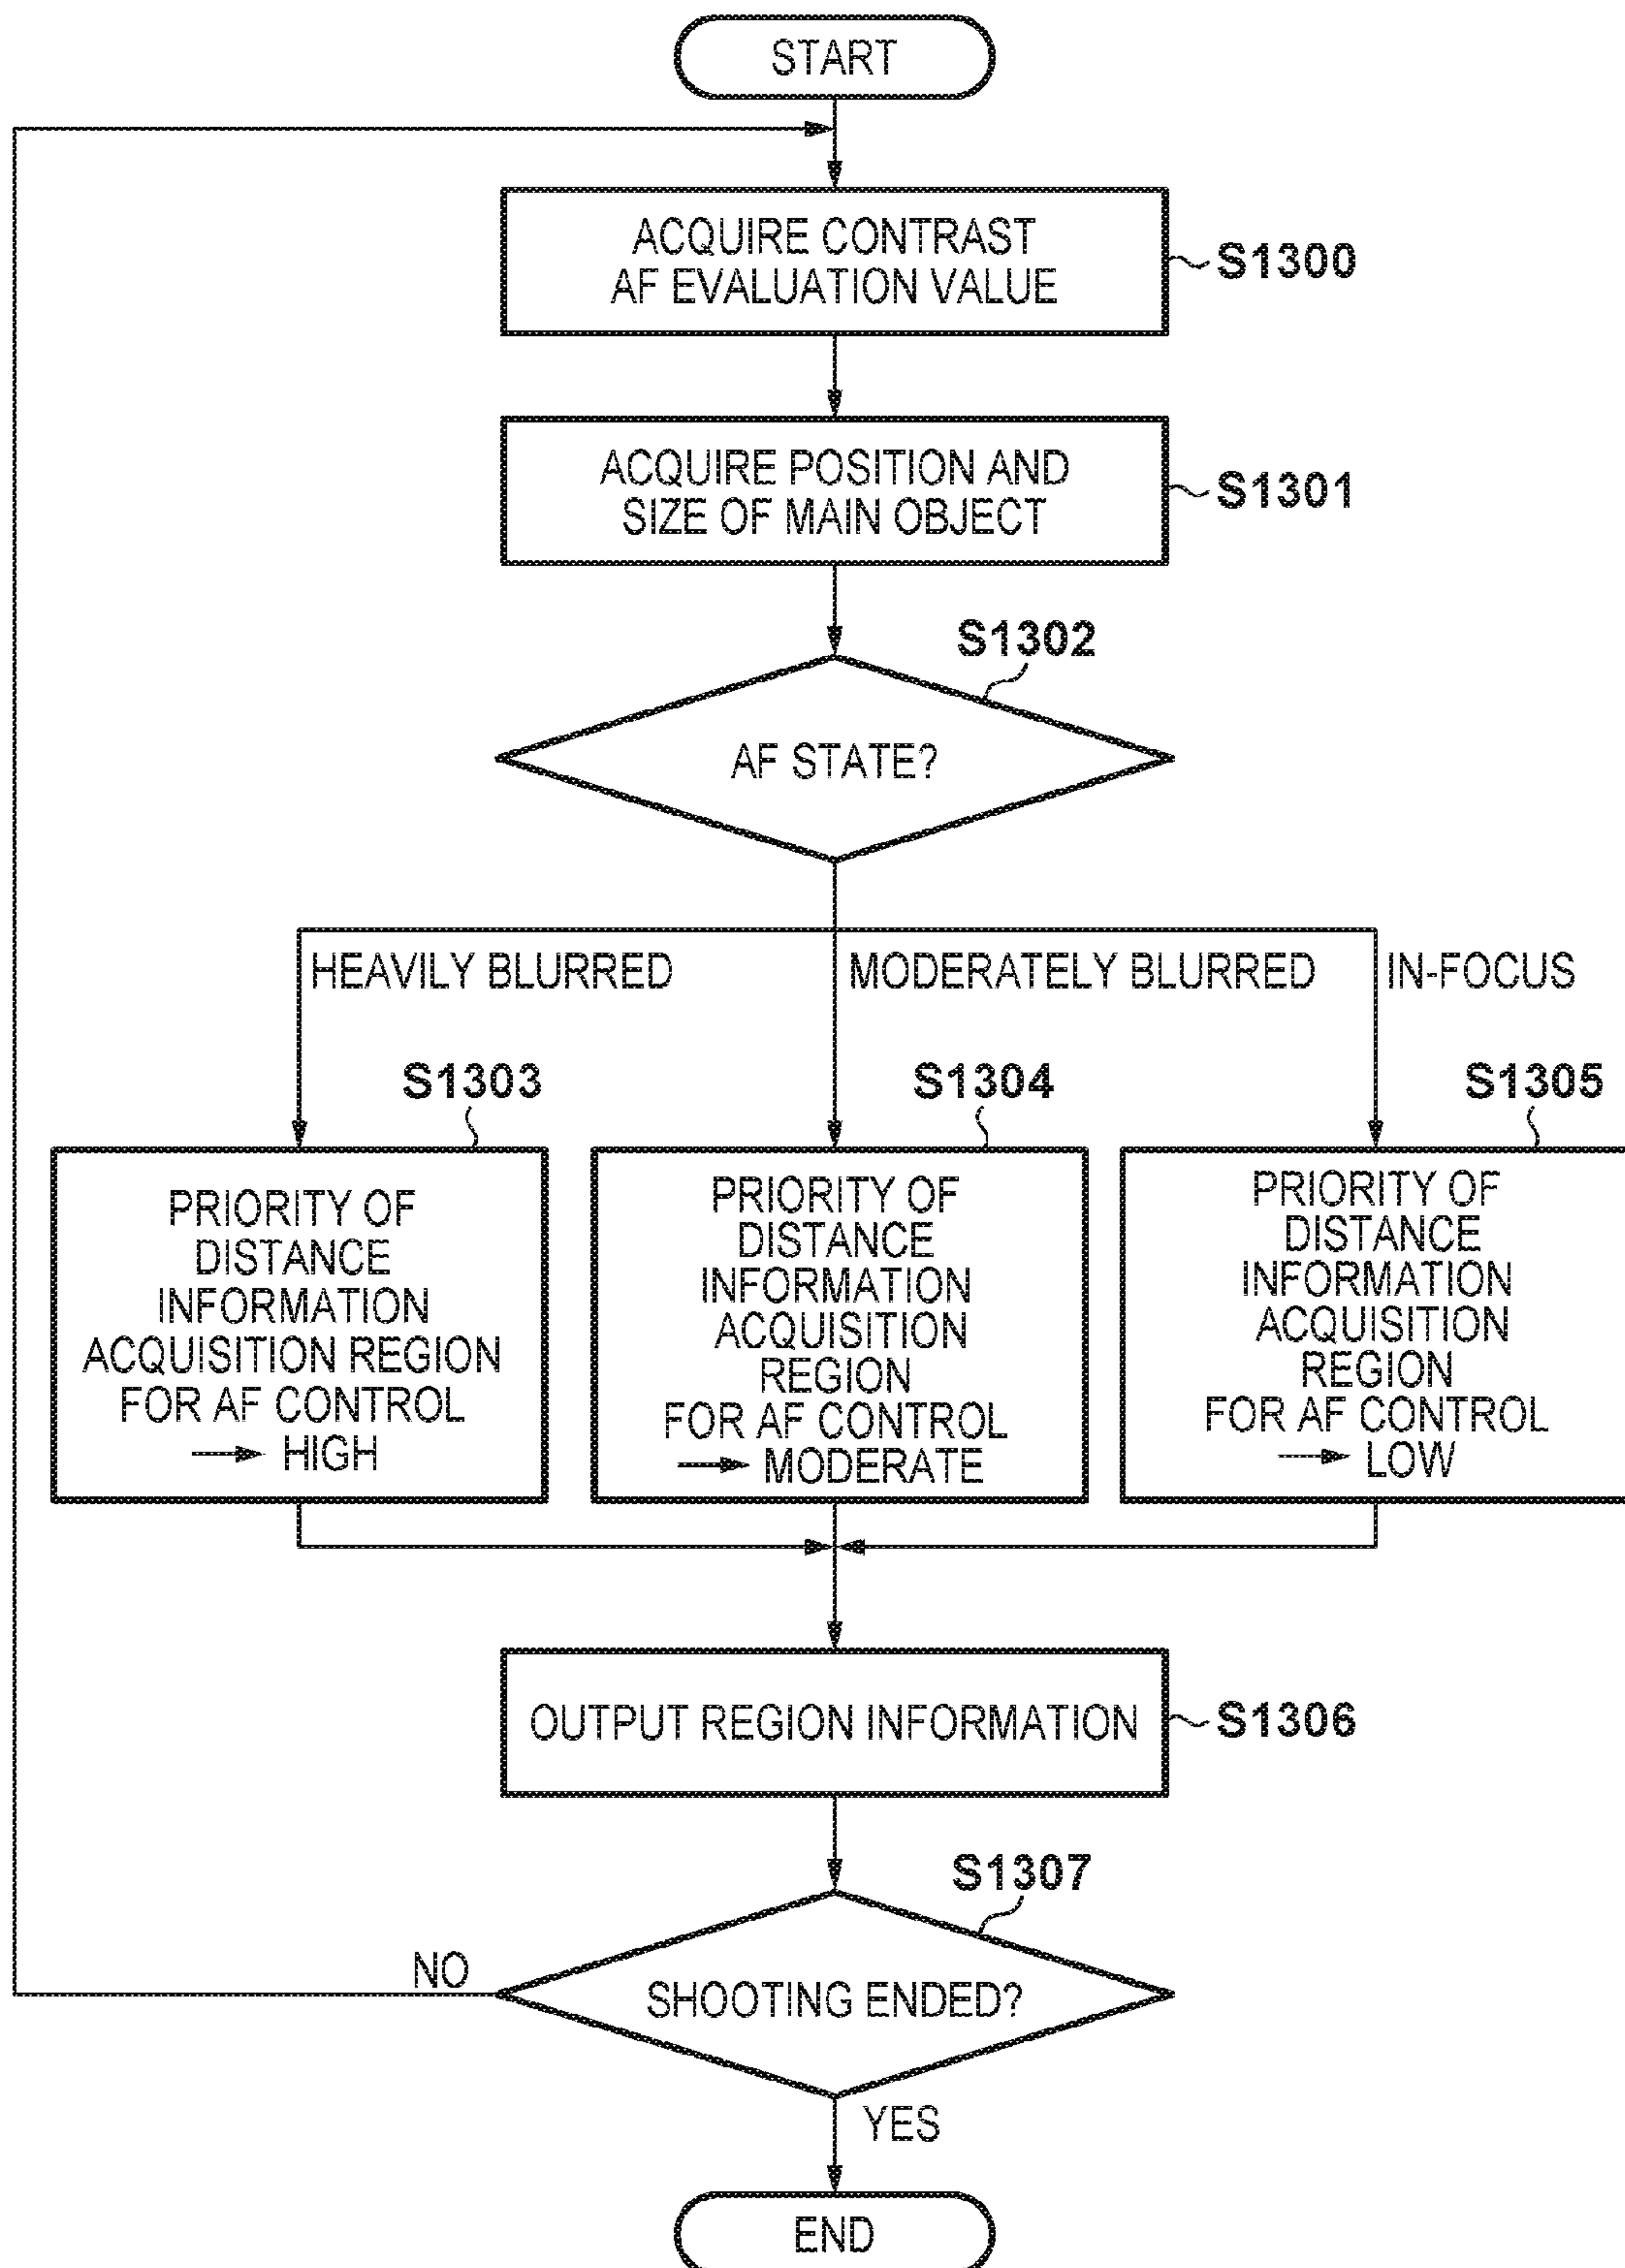 START
ACQUIRE CONTRAST
AF EVALUATION VALUE
S1300
ACQUIRE POSITION AND
SIZE OF MAIN OBJECT
S1301
S1302
AF STATE?
HEAVILY BLURRED
MODERATELY BLURRED
IN-FOCUS
S1303
PRIORITY OF
DISTANCE
INFORMATION
ACQUISITION REGION
FOR AF CONTROL
→ HIGH
S1304
PRIORITY OF
DISTANCE
INFORMATION
ACQUISITION
REGION
FOR AF CONTROL
→ MODERATE
S1305
PRIORITY OF
DISTANCE
INFORMATION
ACQUISITION
REGION
FOR AF CONTROL
→ LOW
OUTPUT REGION INFORMATION
S1306
S1307
SHOOTING ENDED?
NO
YES
END